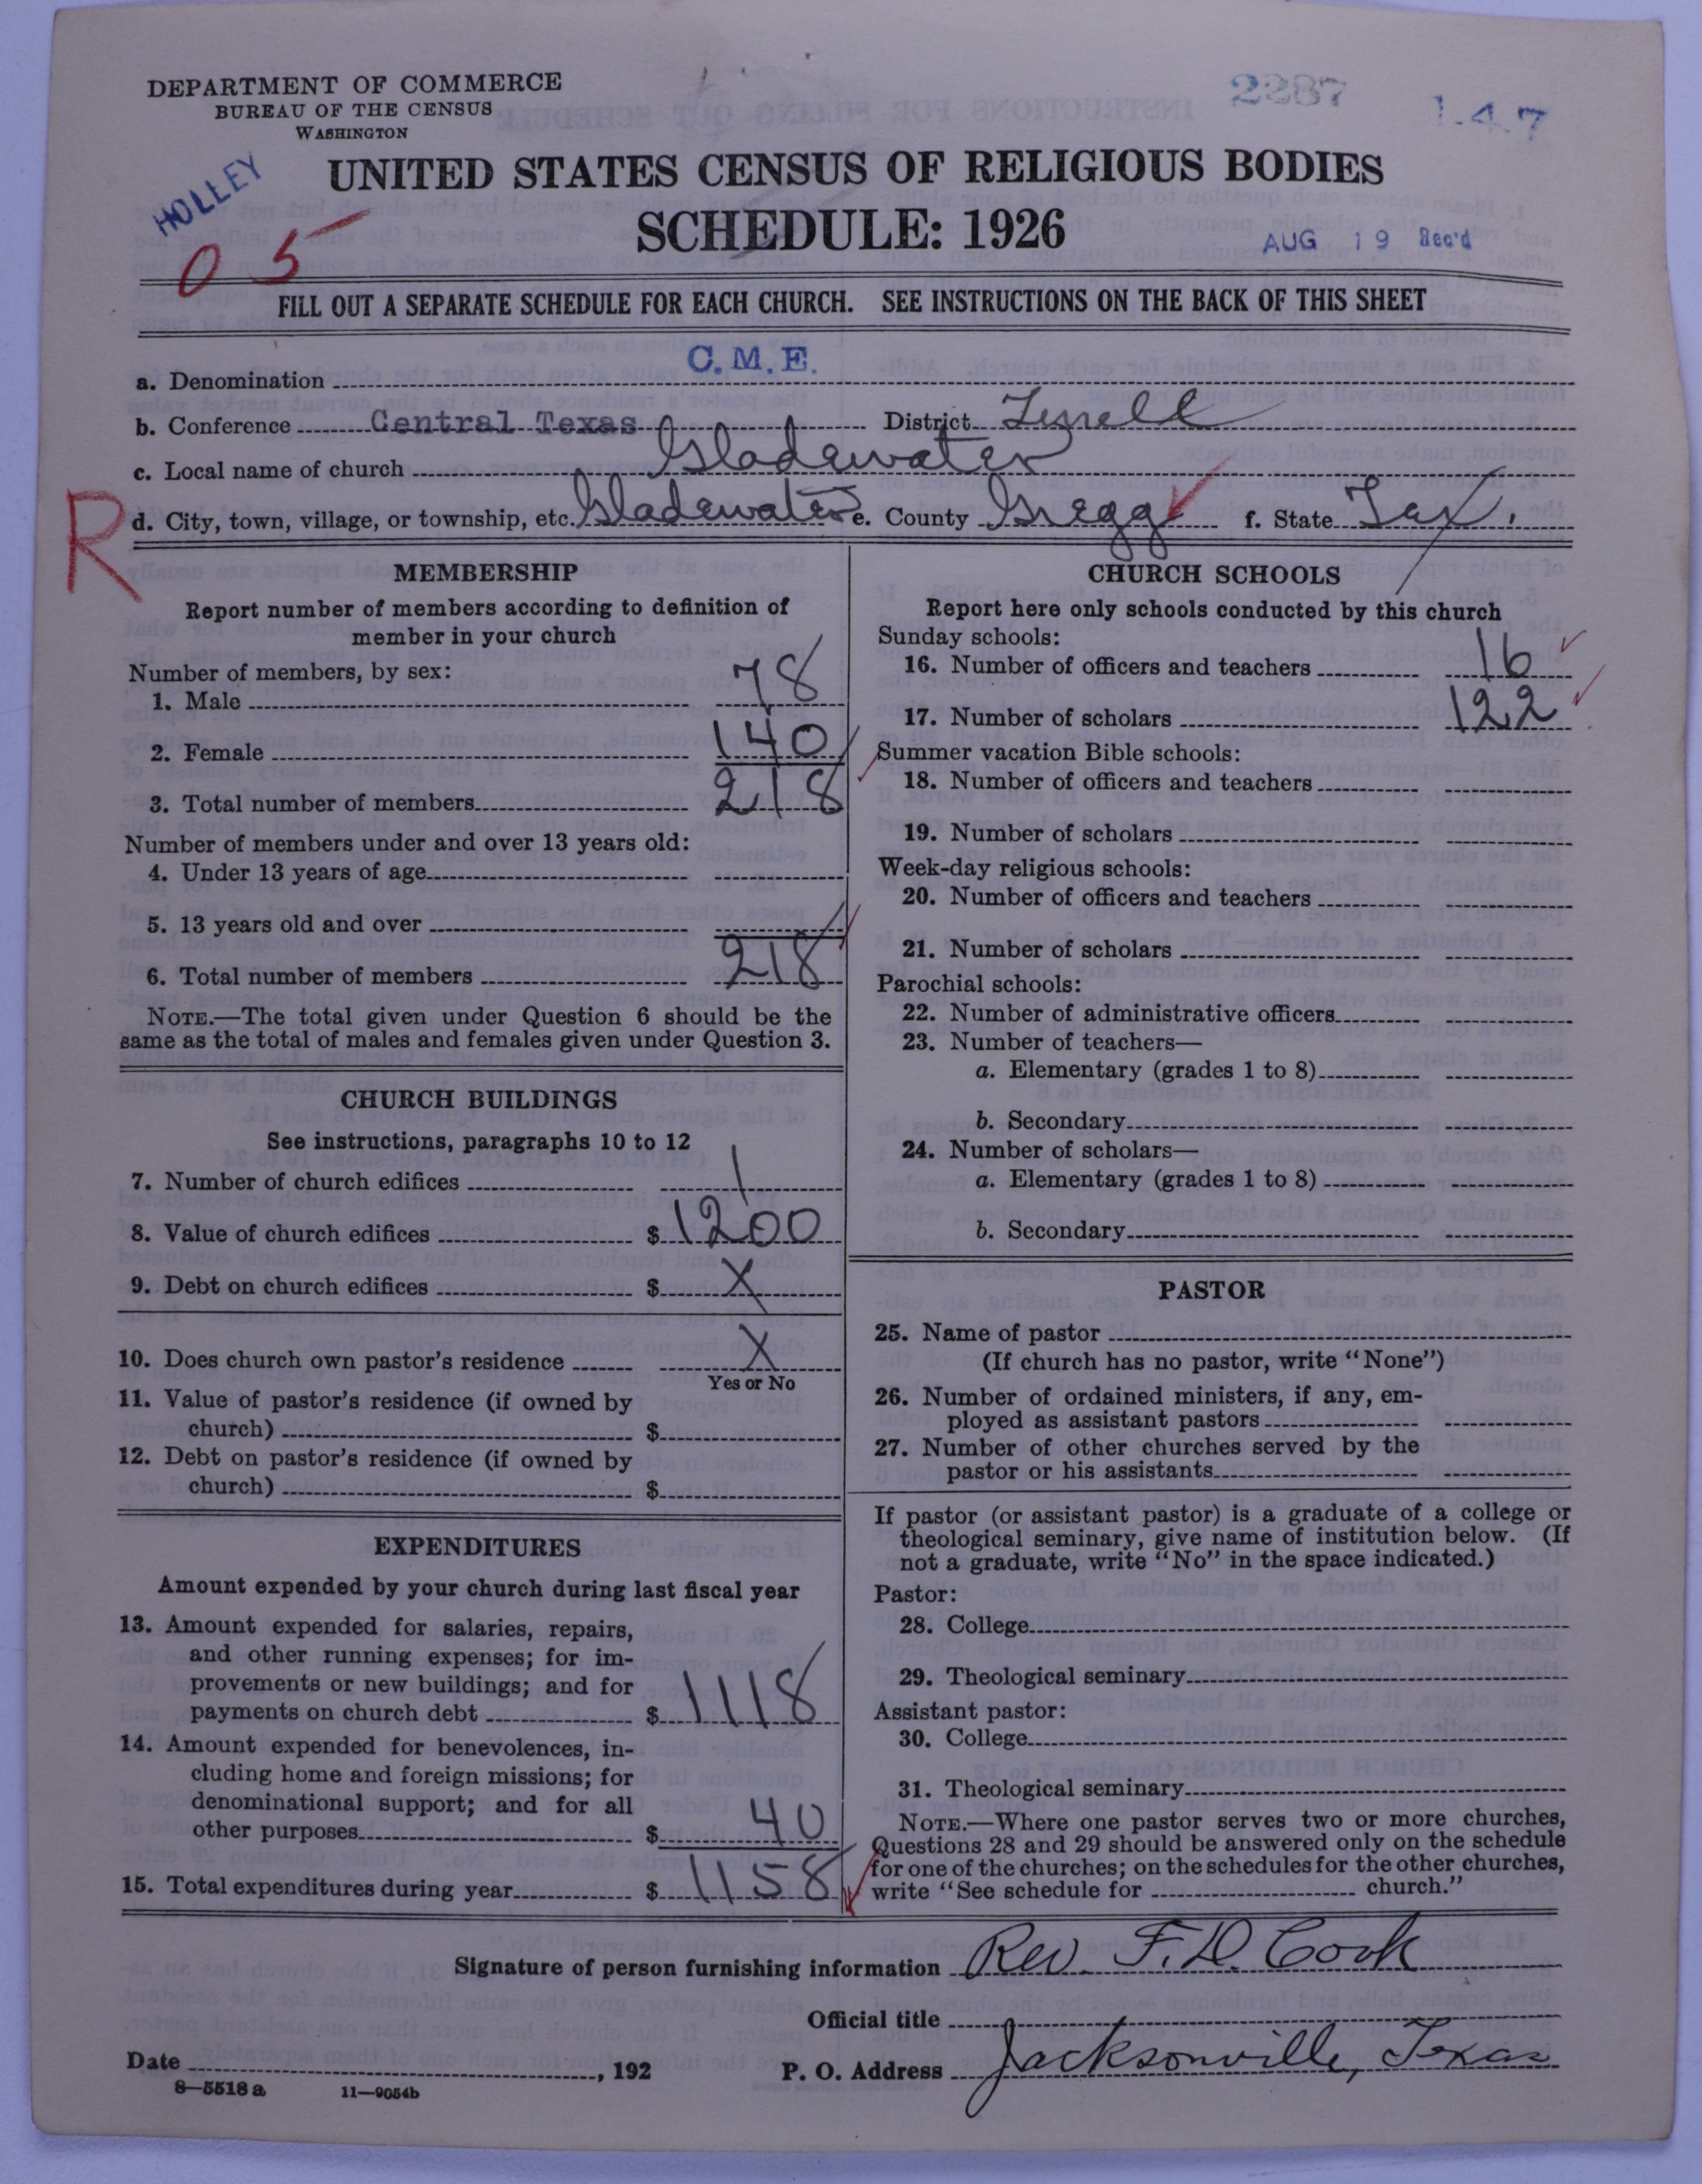 DEPARTMENT OF COMMERCE
BUREAU OF THE CENSUS
WASHINGTON
2287
1.4.7
HOLLEY
05
UNITED STATES CENSUS OF RELIGIOUS BODIES
SCHEDULE: 1926
AUG 19 Rec'd
FILL OUT A SEPARATE SCHEDULE FOR EACH CHURCH. SEE INSTRUCTIONS ON THE BACK OF THIS SHEET
a. Denomination C.M.E.
b. Conference Central Texas District Terrell
c. Local name of church Gladewater
R
d. City, town, village, or township, etc. Gladewater e. County Gregg f. State Tex.
MEMBERSHIP
Report number of members according to definition of
member in your church
Number of members, by sex:
1. Male 78
2. Female 140
3. Total number of members 218
Number of members under and over 13 years old:
4. Under 13 years of age
5. 13 years old and over
6. Total number of members 218
NOTE.—The total given under Question 6 should be the
same as the total of males and females given under Question 3.
CHURCH BUILDINGS
See instructions, paragraphs 10 to 12
7. Number of church edifices 1
8. Value of church edifices $ 1200
9. Debt on church edifices $ X
10. Does church own pastor's residence X
Yes or No
11. Value of pastor's residence (if owned by
church) $
12. Debt on pastor's residence (if owned by
church) $
EXPENDITURES
Amount expended by your church during last fiscal year
13. Amount expended for salaries, repairs,
and other running expenses; for im-
provements or new buildings; and for
payments on church debt $ 1118
14. Amount expended for benevolences, in-
cluding home and foreign missions; for
denominational support; and for all
other purposes $ 40
15. Total expenditures during year $ 1158
CHURCH SCHOOLS
Report here only schools conducted by this church
Sunday schools:
16. Number of officers and teachers 16
17. Number of scholars 122
Summer vacation Bible schools:
18. Number of officers and teachers
19. Number of scholars
Week-day religious schools:
20. Number of officers and teachers
21. Number of scholars
Parochial schools:
22. Number of administrative officers
23. Number of teachers—
a. Elementary (grades 1 to 8)
b. Secondary
24. Number of scholars—
a. Elementary (grades 1 to 8)
b. Secondary
PASTOR
25. Name of pastor
(If church has no pastor, write "None")
26. Number of ordained ministers, if any, em-
ployed as assistant pastors
27. Number of other churches served by the
pastor or his assistants
If pastor (or assistant pastor) is a graduate of a college or
theological seminary, give name of institution below. (If
not a graduate, write "No" in the space indicated.)
Pastor:
28. College
29. Theological seminary
Assistant pastor:
30. College
31. Theological seminary
NOTE.—Where one pastor serves two or more churches,
Questions 28 and 29 should be answered only on the schedule
for one of the churches; on the schedules for the other churches,
write "See schedule for church."
Signature of person furnishing information Rev. F. D. Cook
Official title
Date , 192 P. O. Address Jacksonville, Texas
8—5518 a 11—9054b